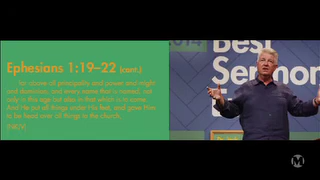 Ephesians 1:19–22 (cont.)
far above all principality and power and might
and dominion, and every name that is named, not
only in this age but also in that which is to come.
And He put all things under His feet, and gave Him
to be head over all things to the church,
(NKJV)
2014
Best
Sermon
M